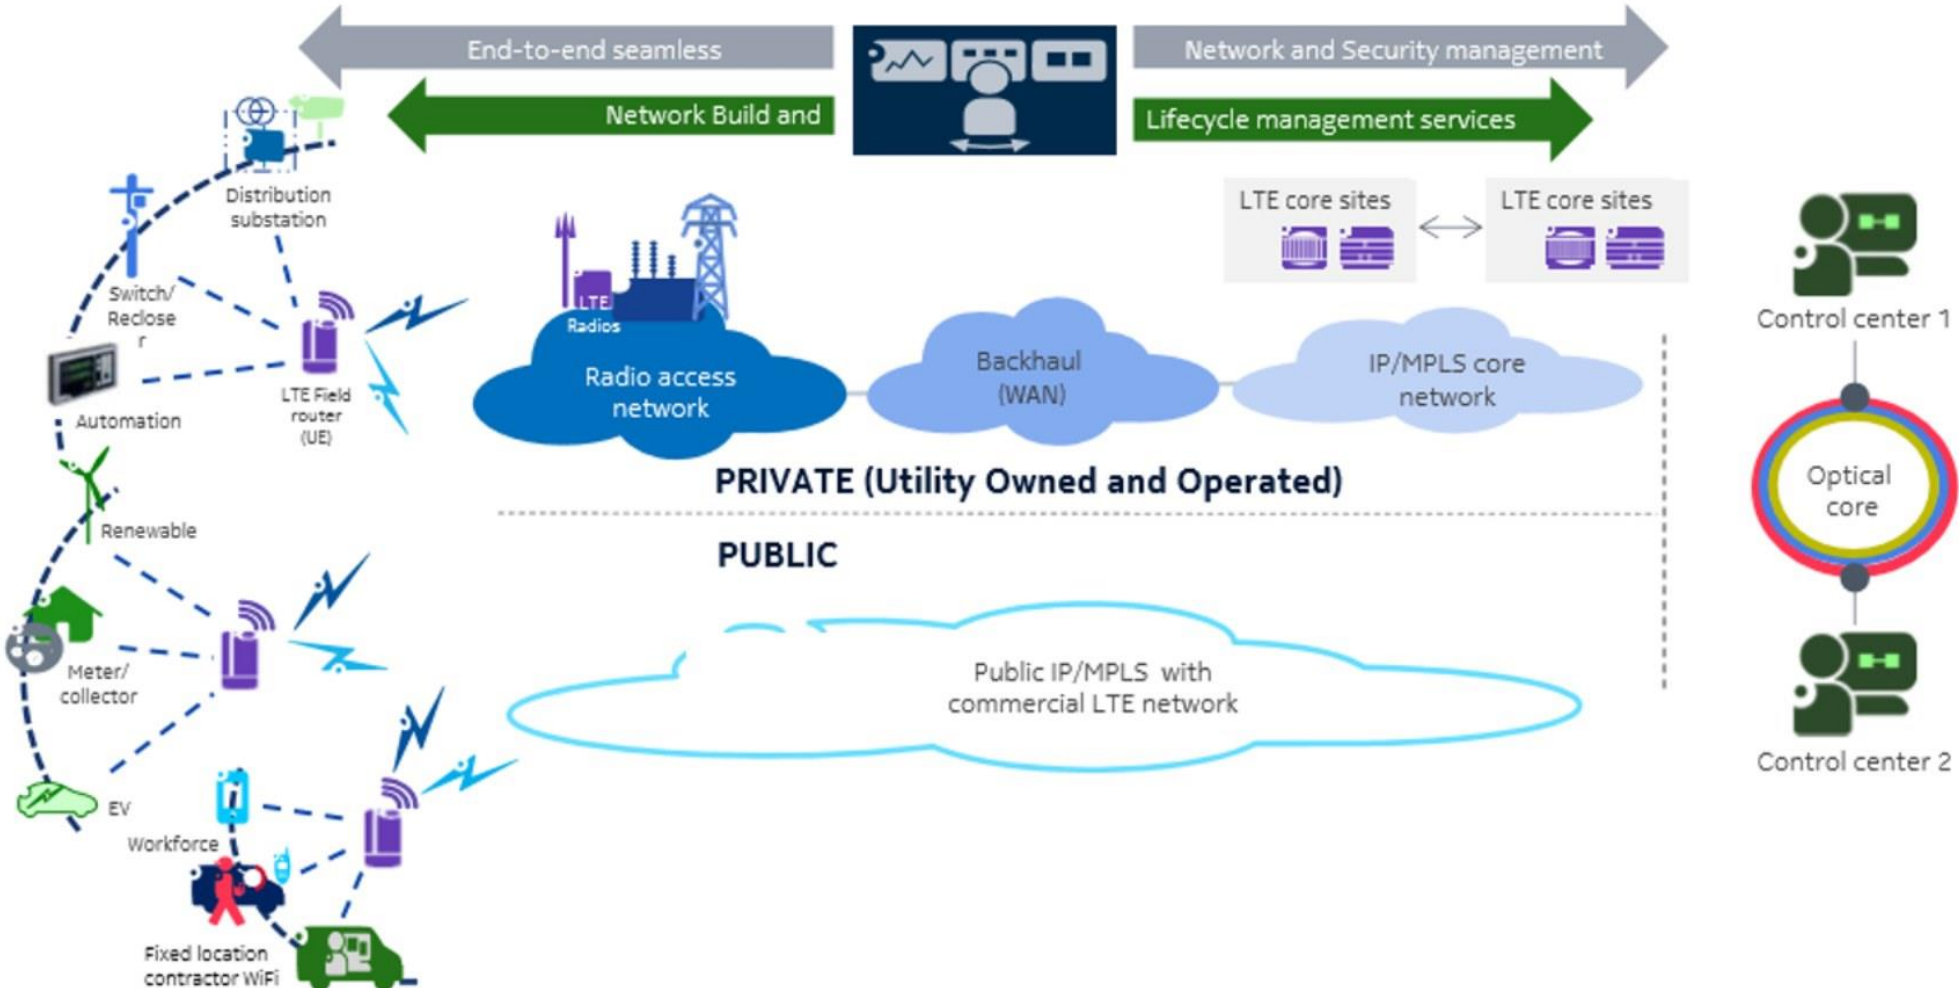 End-to-end seamless
Network and Security management
Network Build and
Lifecycle management services
Distribution
substation
LTE core sites
LTE core sites
Switch/
Reclose
r
LTE
Radios
Control center 1
Radio access
network
Backhaul
(WAN)
IP/MPLS core
network
LTE Field
router
(UE)
Automation
PRIVATE (Utility Owned and Operated)
Optical
core
Renewable
PUBLIC
Meter/
collector
Public IP/MPLS with
commercial LTE network
Control center 2
EV
Workforce
Fixed location
contractor WiFi